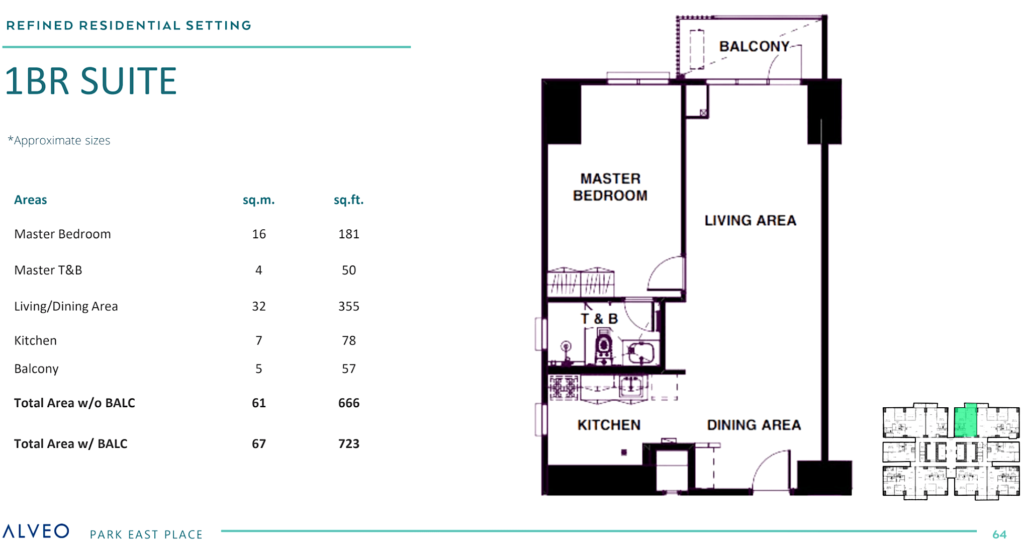 REFINED RESIDENTIAL SETTING
1BR SUITE
*Approximate sizes
Areas sq.m. sq.ft.
Master Bedroom 16 181
Master T&B 4 50
Living/Dining Area 32 355
Kitchen 7 78
Balcony 5 57
Total Area w/o BALC 61 666
Total Area w/ BALC 67 723
BALCONY
MASTER
BEDROOM
LIVING AREA
T & B
KITCHEN
DINING AREA
ALVEO PARK EAST PLACE
64